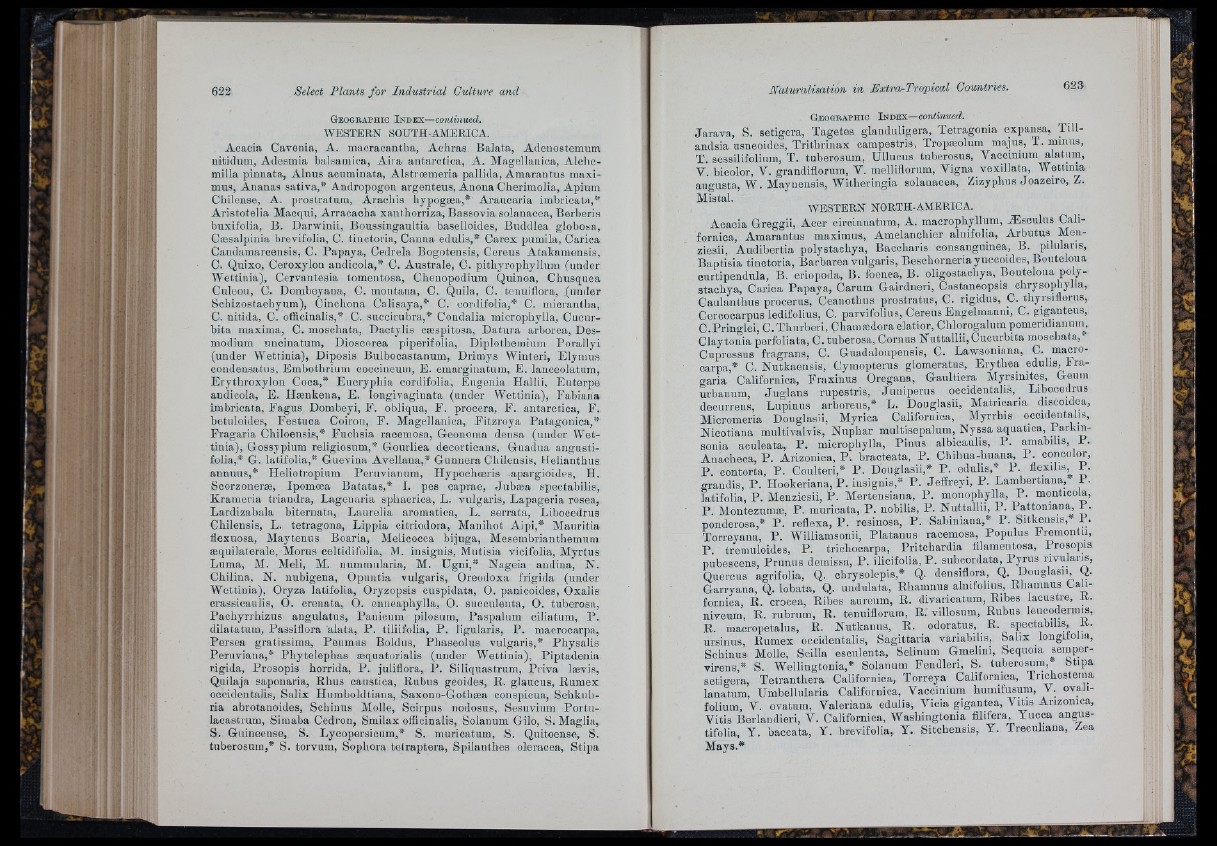 622 Select Plants for Industrial Culture and
GEOGRAPHIC INDEX—continued.
WESTERN SOUTH-AMERICA.
Acacia Cavenia, A. macracantha, Achras Balata, Adenostemum
nitidum, Adesmia balsamica, Aira antarctica, A. Magellanica, Alche-
milla pinnata, Alnus acuminata, Alstrœmeria pallida, Amarantus maxi-
mus, Ananas sativa,* Andropogon argenteus, Anona Cherimolia, Apium
Chilense, A. prostratum, Arachis hypogæa,* Araucaria imbricata,*
Aristotelia Macqui, Arracacha xanthorriza, Bassovia solanacea, Berberis
buxifolia, B. Darwinii, Boussingaultia baselloides, Buddlea globosa,
Cæsalpinia brevifolia, C. tinctoria, Canna edulis,* Carex pumila, Carica
Candamarcensis, C. Papaya, Cedrela Bogotensis, Cereus Atakamensis,
C. Quixo, Ceroxylon andicola,* C. Australe, C. pithyrophyllum (under
Wettinia), Cervantesia tomentosa, Chenopodium Quinoa, Chusquea
Culeou, C. Dombeyana, C. montana, C. Quila, C. tenuiflora, (under
Schizostachyum), Cinchona Calisaya,* C. cordifolia,* C. micrantha,
C. nitida, C. officinalis,* C. succirubra,* Condalia microphylla, Cucur-
bita maxima, C. moschata, Dactylis cæspitosa, Datura arborea, Des-
modium uncinatum, Dioscorea piperifolia, Diplothemium Porallyi
(under Wettinia), Diposis Bulbocastanum, Drimys Winteri, Elymus
condensatus, Embothrium coccineum, E. emarginatum, E. lanceolatum,
Erythroxylon Coca,* Eucryphia cordifolia, Eugenia Hallii, Euterpe
andicola, E. Hænkeana, E. longivaginata (under Wettinia), Fabiana
imbricata, Fagus Dombeyi, F. obliqua, F. procera, F. antarctica, F.
betuloides, Festuca Coiron, F. Magellanica, Fitzroya Patagonica,*
Fragaria Chiloensis,* Fuchsia racemosa, Geonoma densa (under Wet-
tinia), Gossypium religiosum,* Gourliea decorticans, Guadua angusti-
folia,* G. latifolia,* Guevina Avellana,* Gunnera Chilensis, Helianthus
annuus,* Heliotropium Peruvianum, Hypochœris apargioides, H.
Scorzoneræ, Ipomœa Batatas,* I. pes caprae, Jubæa spectabilis,
Krameria triandra, Lagenaria sphaerica, L. vulgaris, Lapageria rosea,
Lardizabala biternata, Laurelia aromatica, L. serrata, Libocedrus
Chilensis, L. tetragona, Lippia citriodora, Manihot Aipi,* Mauritia
flexuosa, Maytenus Boaria, Melicocca bijuga, Mesembrianthemum
æquilaterale, Morus celtidifolia, M. insignis, Mutisia vicifolia, Myrtus
Luma, M. Meli, M. nummularia, M. Ugni,* Nageia andina, N.
Chilina, N. nubigena, Opuntia vulgaris, Oreodoxa frigida (under
Wettinia), Oryza latifolia, Oryzopsis cuspidata, O. panicoides, Oxalis
crassicaulis, O. crenata, O. enneaphylla, O. succulenta, O. tuberosa,
Pachyrrhizus angulatus, Panicum pilosum, Paspalum ciliatum, P.
dilatatum, Passiflora alata, P. tiliifolia, P. ligularis, P. macrocarpa,
Persea gratissima, Peumus Boldus, Phaseolus vulgaris,* Physalis
Peruviana,* Phytelephas æquatorialis (under Wettinia), Piptadenia
rigida, Prosopis horrida, P. juliflora, P. Siliquastrum, Priva lævis,
Quilaja saponaria, Rhus caustica, Rubus geoides, R. glaucus, Rumex
occidentalis, Salix Humboldtiana, Saxono-Gothæa conspicua, Schkuh-
ria abrotanoides, Schinus Molle, Scirpus nodosus, Sesuvium Portu-
lacastrum, Simaba Cedron, Smilax officinalis, Solanum Gilo, S. Maglia,
S. Guineense, S. Lycopersicum,* S. muricatum, S. Quitoense, S.
tuberosum,* S. torvum, Sophora tetraptera, Spilanthes oleracea, Stipa
Naturalisation in Extra-Tropical Countries. 623
GEOGRAPHIC INDEX—continued.
Jarava, S. setigera, Tagetes glanduligera, Tetragonia expansa, Till-
andsia usneoides, Trithrinax campestris, Tropæolum majus, T. minus,
T. sessilifolium, T. tuberosum, Ullucus tuberosus, Vaccinium alatum,
V. bicolor, V. grandiflorum, V. melliflorum, Vigna vexillata, Wettinia
augusta, W. Maynensis, Witheringia solanacea, Zizyphus Joazeiro, Z.
Mistal.
WESTERN NORTH-AMERICA.
Acacia Greggii, Acer circinnatum, A. macrophyllum, Æsculus Cali-
fornica, Amarantus maximus, Amelanchier alnifolia, Arbutus Men-
ziesii, Audibertia polystachya, Baccharis consanguinea, B. pilularis,
Baptisia tinctoria, Barbarea vulgaris, Beschorneria yuccoides, Bouteloua
curtipendula, B. eriopoda, B. foenea, B. oligostachya, Bouteloua poly-
stachya, Carica Papaya, Carum Gairdneri, Castaneopsis chrysophylla,
Caulanthus procerus, Ceanothus prostratus, C. rigidus, C. thyrsiflorus,
Cercocarpus ledifolius, C. parvifolius, Cereus Engelmanni, C. giganteus,
C. Pringlei, C. Thurberi, Chamædora elatior, Chlorogalum pomeridianum,
Claytonia perfoliata, C. tuberosa, Cornus Nuttallii, Cucurbita moschata,*
Cupressus fragrans, C. Guadaloupensis, C. Lawsoniana, C. macro-
carpa,* C. Nutkaensis, Cymopterus glomeratus, Erythea edulis, Fra-
garia Californica, Fraxinus Oregana, Gaultiera Myrsinites, Geum
urbanum, Juglans rupestris, Juniperus occidentalis, Libocedrus
decurrens, Lupinus arboreus,* L. Douglasii, Matricaria discoidea,
Micromeria Douglasii, Myrica Californica, Myrrhis occidentalis,
Nicotiana multivalvis, Nuphar multisepalum, Nyssa aquatica, Parkin-
sonia aculeata, P. microphylla, Pinus albicaulis, P. amabilis, P.
Anacheca, P. Arizonica, P. bracteata, P. Chihua-huana, P. concolor,
P. contorta, P. Coulteri,* P. Douglasii,* P. edulis,* P. flexilis, P.
grandis, P. Hookeriana, P. insignis,* P. Jeffreyi, P. Lambertiana,* P.
latifolia, P. Menziesii, P. Mertensiana, P. monophylla, P. monticola,
P. Montezumæ, P. muricata, P. nobilis, P. Nuttallii, P. Pattoniana, P.
ponderosa,* P. reflexa, P. resinosa, P. Sabiniana,* P. Sitkensis,* P.
Torreyana, P. Williamsonii, Platanus racemosa, Populus Fremontii,
P. tremuloides, P. trichocarpa, Pritchardia filamentosa, Prosopis
pubescens, Prunus demissa, P. ilicifolia, P. subcordata, Pyrus rivularis,
Quercus agrifolia, Q. chrysolepis,* Q. densiflora, Q. Douglasii, Q.
Garryana, Q. lobata, Q. undulata, Rhamnus alnifolius, Rhamnus Cali-
fornica, R. crocea, Ribes aureum, R. divaricatum, Ribes lacustre, R.
niveum, R. rubrum, R. tenuiflorum, R. villosum, Rubus leucodermis,
R. macropetalus, R. Nutkanus, R. odoratus, R. spectabilis, R.
ursinus, Rumex occidentalis, Sagittaria variabilis, Salix longifolia,
Schinus Molle, Scilla esculenta, Selinum Gmelini, Sequoia semper-
virens,* S. Wellingtonia,* Solanum Fendleri, S. tuberosum,* Stipa
setigera, Tetranthera Californica, Torreya Californica, Trichostema
lanatum, Umbellularia Californica, Vaccinium humifusum, V. ovali-
folium, V. ovatum, Valeriana edulis, Vicia gigantea, Vitis Arizonica,
Vitis Berlandieri, V. Californica, Washingtonia filifera, Yucca angus-
tifolia, Y. baccata, Y. brevifolia, Y. Sitchensis, Y. Treculiana, Zea
Mays.*